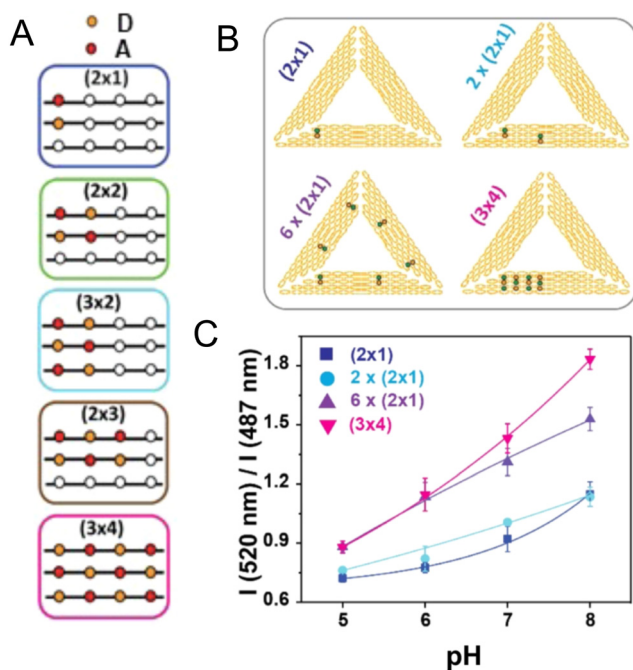 A
D
A
(2x1)
(2x2)
(3x2)
(2x3)
(3x4)
B
(2x1)
2 x (2x1)
6 x (2x1)
(3x4)
C
I (520 nm) / I (487 nm)
1.8
1.5
1.2
0.9
0.6
(2x1)
2 x (2x1)
6 x (2x1)
(3x4)
5 6 7 8
pH